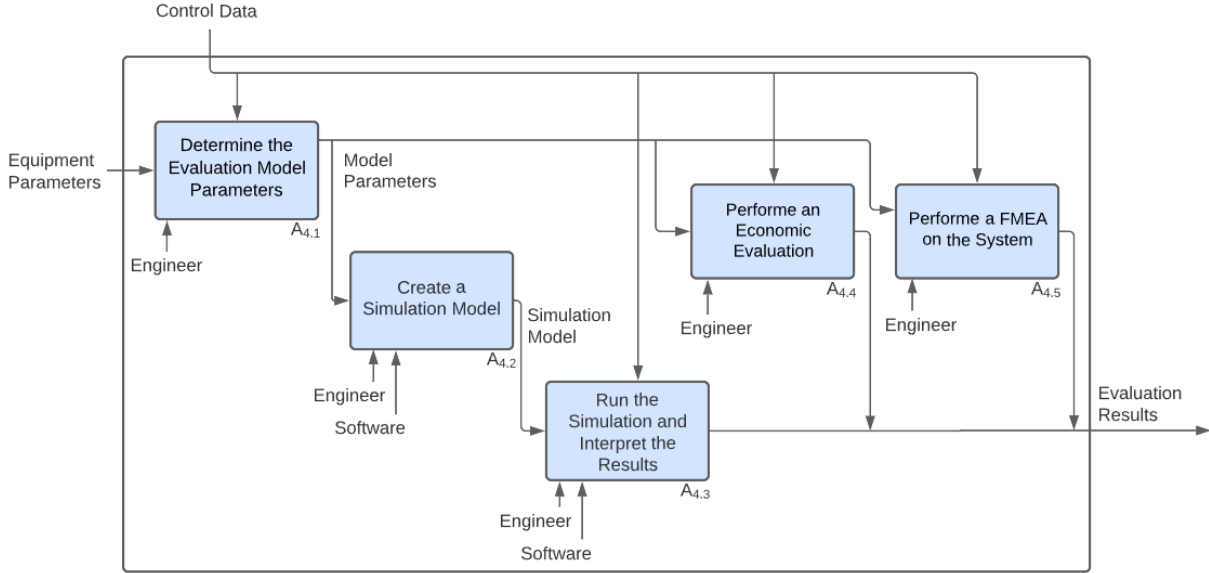 Control Data
Equipment
Parameters
Determine the
Evaluation Model
Parameters
A4.1
Engineer
Model
Parameters
Create a
Simulation Model
A4.2
Engineer
Software
Simulation
Model
Run the
Simulation and
Interpret the
Results
A4.3
Engineer
Software
Performe an
Economic
Evaluation
A4.4
Engineer
Performe a FMEA
on the System
A4.5
Engineer
Evaluation
Results